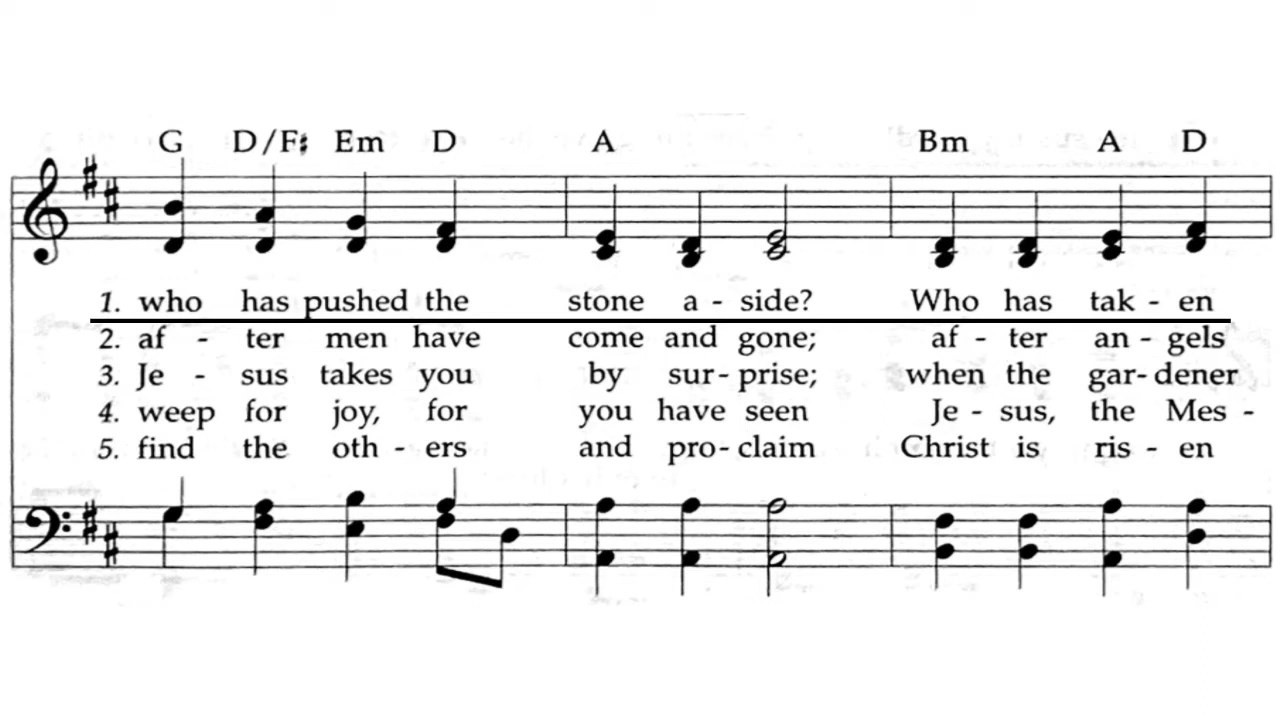 G D/F♯ Em D A Bm A D
1. who has pushed the stone a - side? Who has tak - en
2. af - ter men have come and gone; af - ter an - gels
3. Je - sus takes you by sur - prise; when the gar - dener
4. weep for joy, for you have seen Je - sus, the Mes -
5. find the oth - ers and pro - claim Christ is ris - en